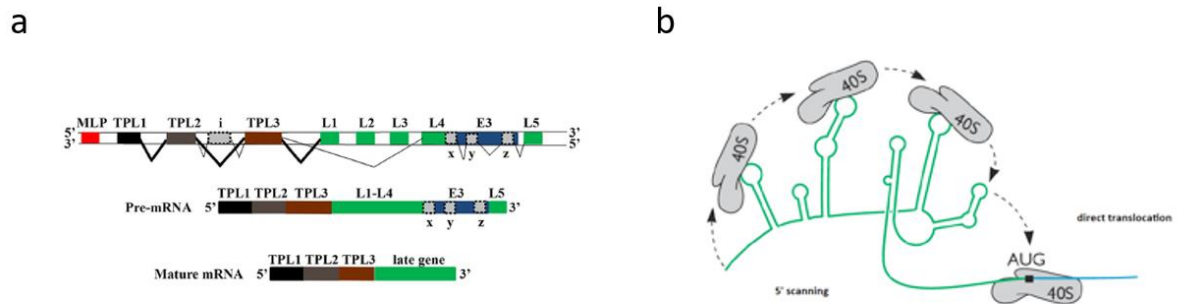 a
MLP TPL1 TPL2 i TPL3 L1 L2 L3 L4 E3 L5
5' 3'
3' 5'
x y z
TPL1 TPL2 TPL3 L1-L4 E3 L5
Pre-mRNA 5' 3'
x y z
TPL1 TPL2 TPL3 late gene
Mature mRNA 5' 3'
b
40S
40S
40S
direct translocation
AUG
5' scanning
40S